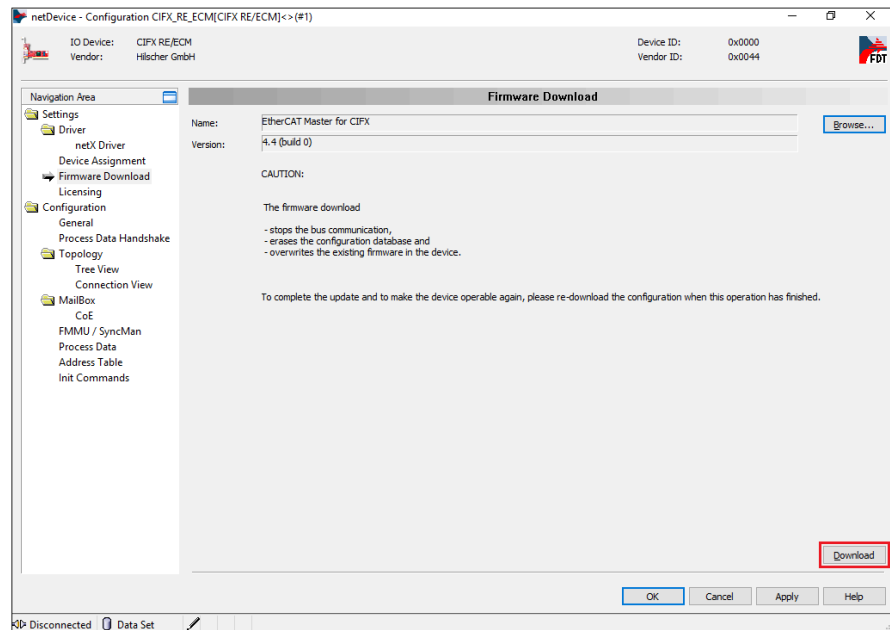 netDevice - Configuration CIFX_RE_ECM[CIFX RE/ECM]<>(#1)
IO Device: CIFX RE/ECM Device ID: 0x0000
Vendor: Hilscher GmbH Vendor ID: 0x0044
FDT
Navigation Area
Settings
Driver
netX Driver
Device Assignment
Firmware Download
Licensing
Configuration
General
Process Data Handshake
Topology
Tree View
Connection View
MailBox
CoE
FMMU / SyncMan
Process Data
Address Table
Init Commands
Firmware Download
Name: EtherCAT Master for CIFX Browse...
Version: 4.4 (build 0)
CAUTION:
The firmware download
- stops the bus communication,
- erases the configuration database and
- overwrites the existing firmware in the device.
To complete the update and to make the device operable again, please re-download the configuration when this operation has finished.
Download
OK Cancel Apply Help
Disconnected Data Set